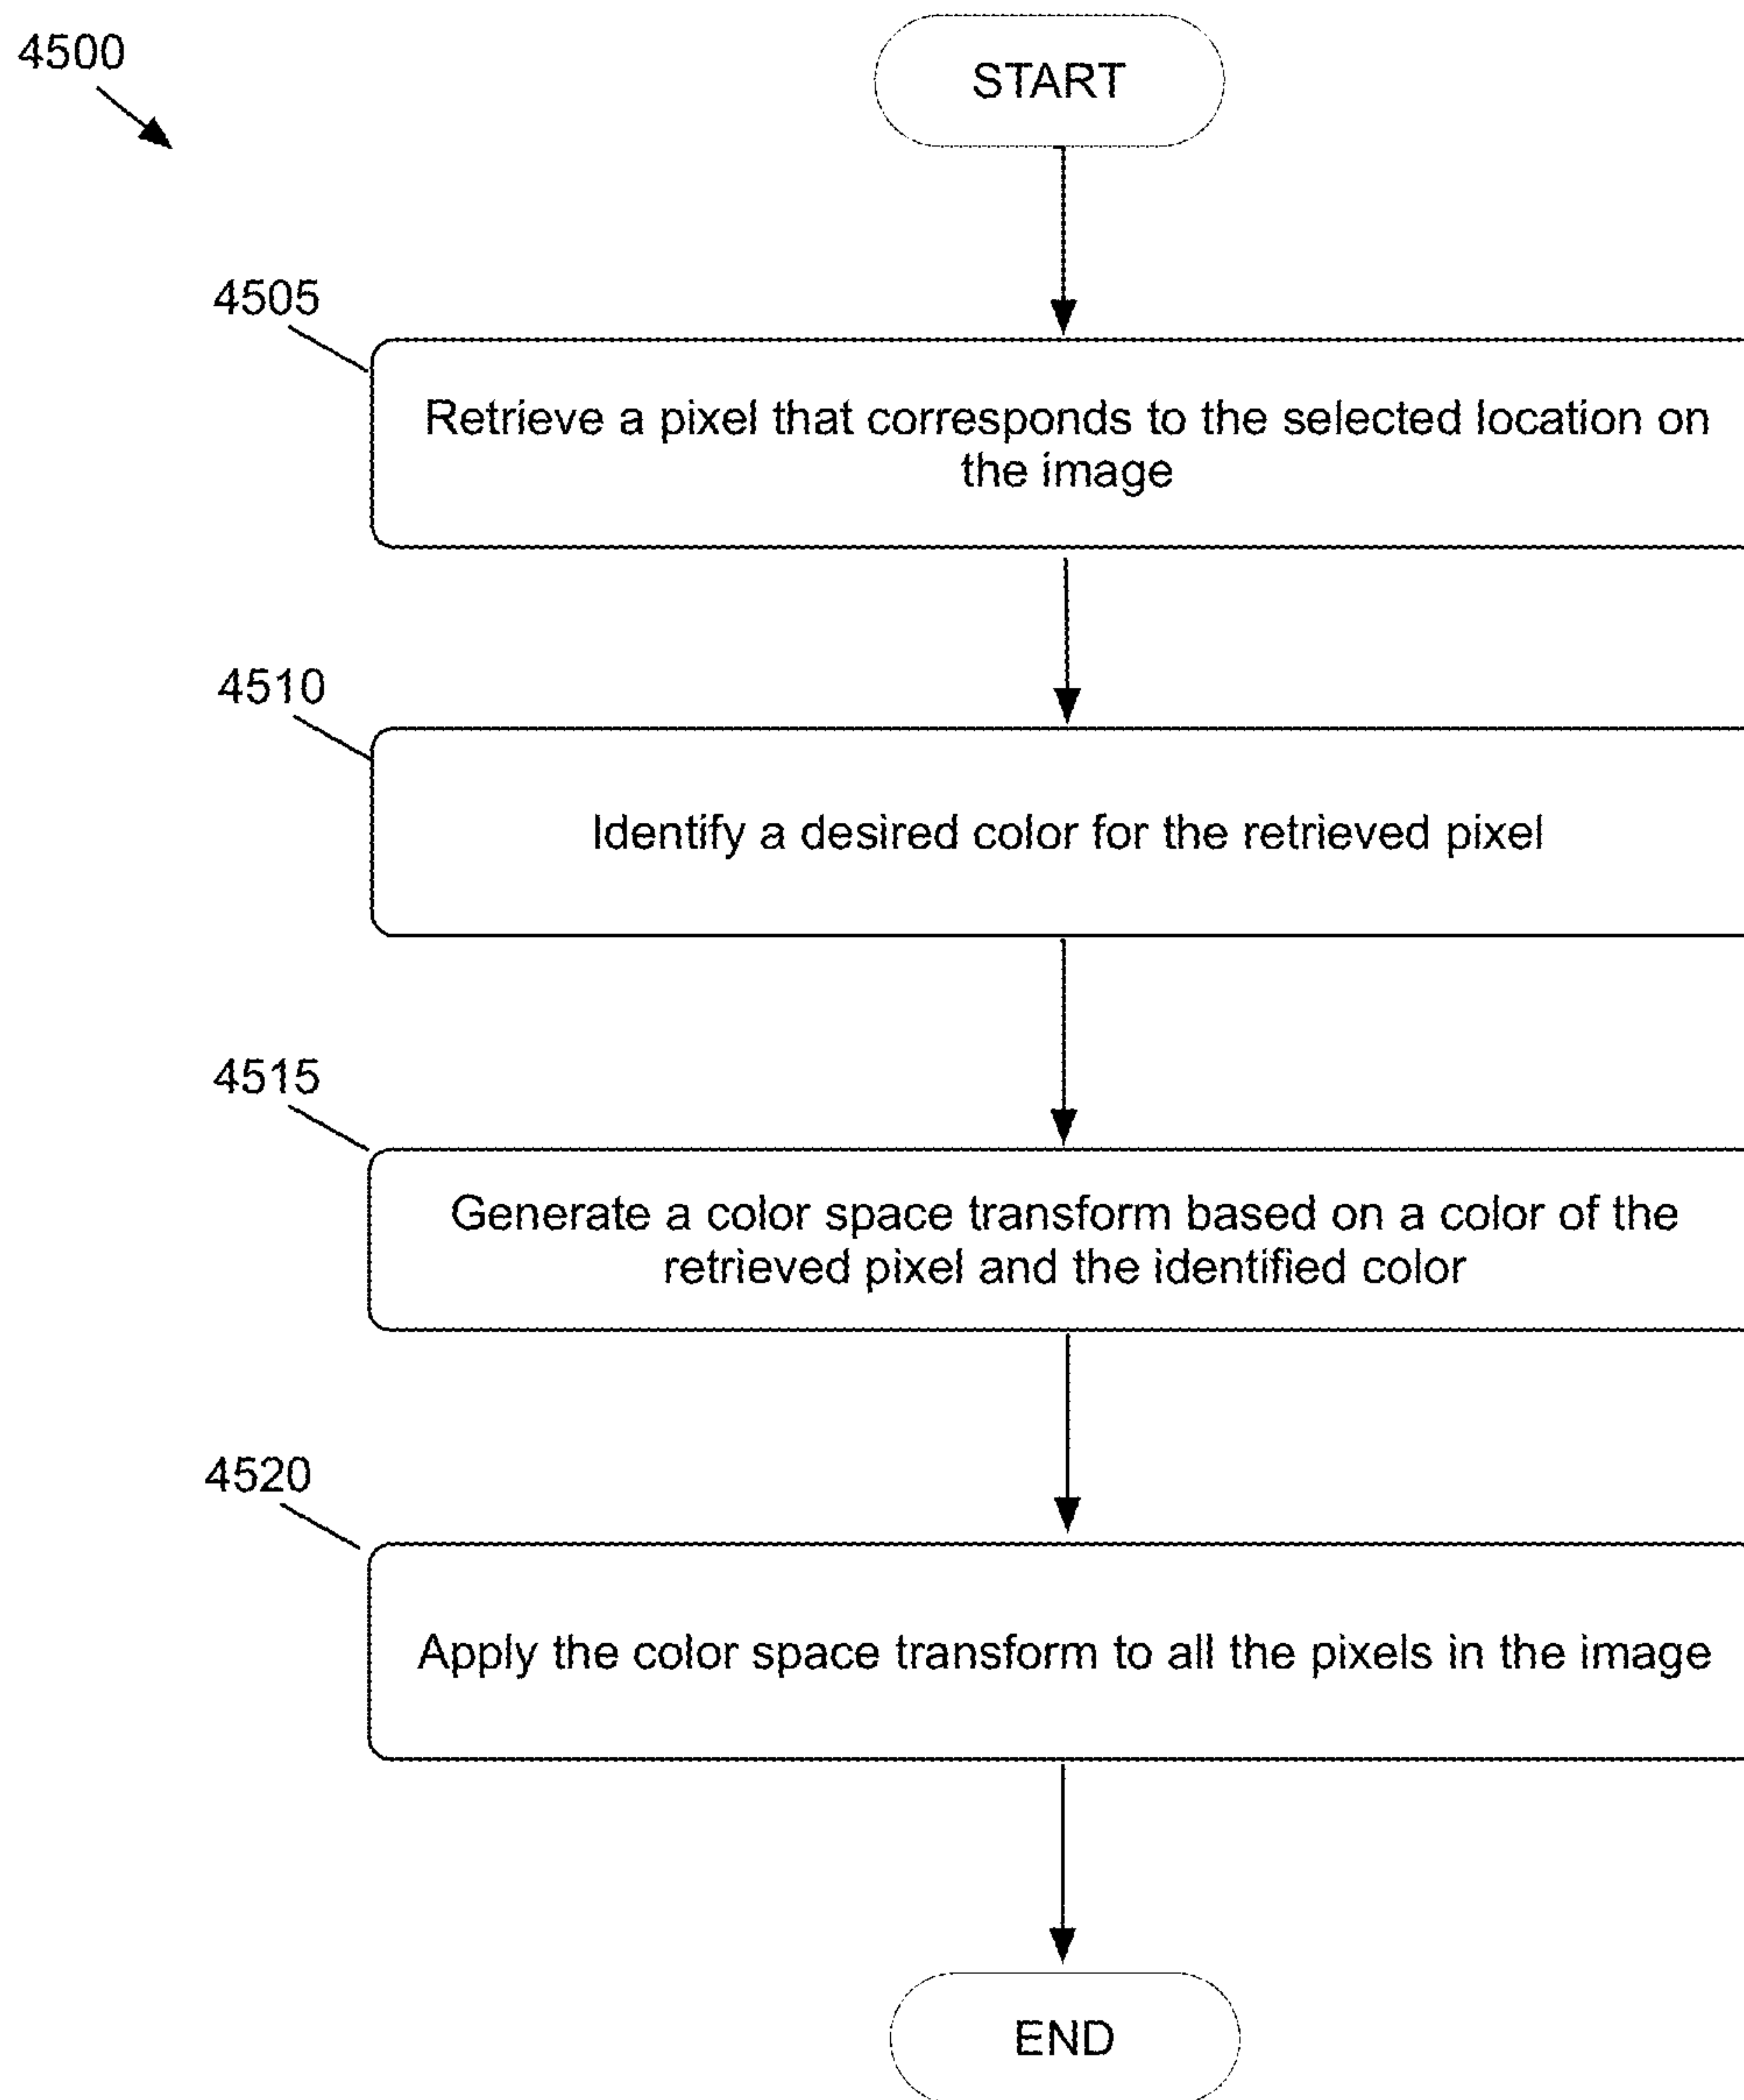 4500
START
4505
Retrieve a pixel that corresponds to the selected location on
the image
4510
Identify a desired color for the retrieved pixel
4515
Generate a color space transform based on a color of the
retrieved pixel and the identified color
4520
Apply the color space transform to all the pixels in the image
END